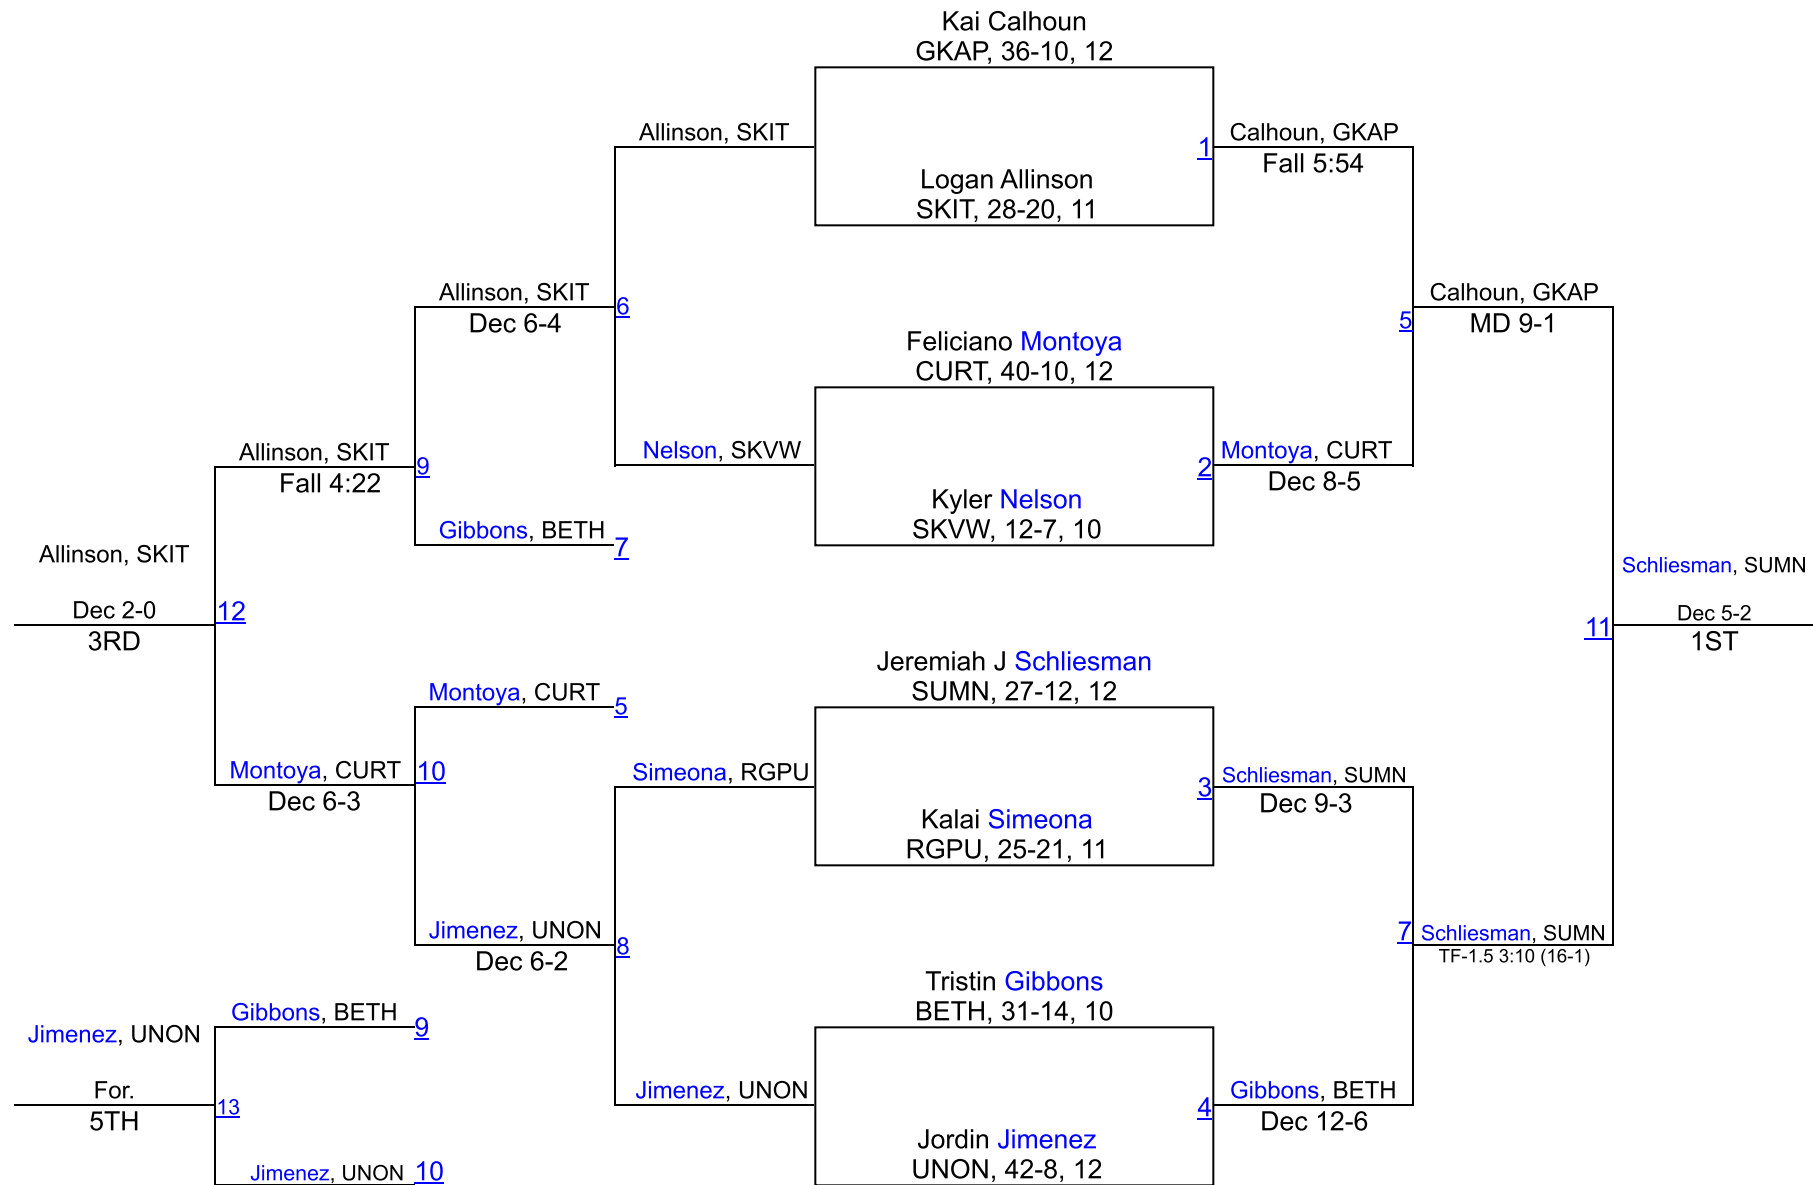 Kai Calhoun
GKAP, 36-10, 12
Allinson, SKIT
1
Calhoun, GKAP
Fall 5:54
Logan Allinson
SKIT, 28-20, 11
Allinson, SKIT
Dec 6-4
6
Calhoun, GKAP
MD 9-1
5
Feliciano Montoya
CURT, 40-10, 12
Allinson, SKIT
Fall 4:22
9
Nelson, SKVW
2
Montoya, CURT
Dec 8-5
Kyler Nelson
SKVW, 12-7, 10
Gibbons, BETH
7
Allinson, SKIT
Dec 2-0
3RD
12
Schliesman, SUMN
Dec 5-2
1ST
11
Jeremiah J Schliesman
SUMN, 27-12, 12
Montoya, CURT
5
Montoya, CURT
Dec 6-3
10
Simeona, RGPU
3
Schliesman, SUMN
Dec 9-3
Kalai Simeona
RGPU, 25-21, 11
Jimenez, UNON
Dec 6-2
8
7
Schliesman, SUMN
TF-1.5 3:10 (16-1)
Tristin Gibbons
BETH, 31-14, 10
Gibbons, BETH
9
Jimenez, UNON
For.
5TH
13
Jimenez, UNON
4
Gibbons, BETH
Dec 12-6
Jordin Jimenez
UNON, 42-8, 12
Jimenez, UNON
10